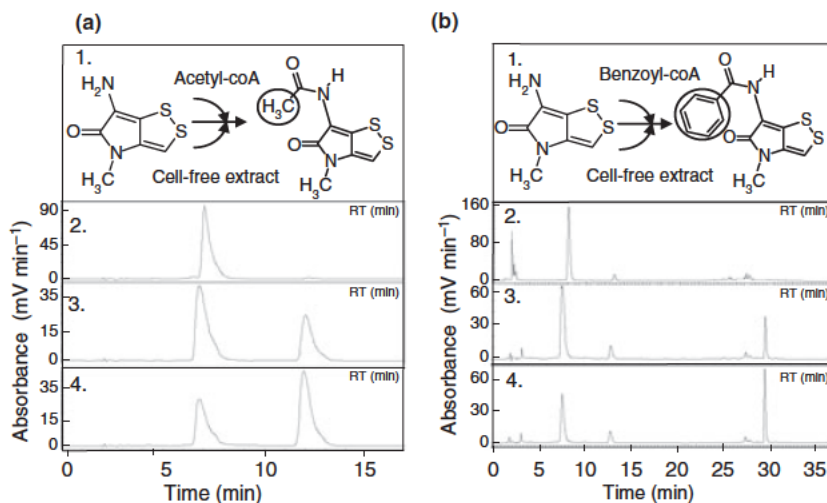 (a)
1.
H₂N
O
N
H₃C
S
S
Acetyl-coA
Cell-free extract
O
H
N
H₃C
S
S
O
N
H₃C
90
45
0
2.
RT (min)
35
15
0
3.
RT (min)
35
15
0
4.
RT (min)
Absorbance (mV min⁻¹)
0 5 10 15
Time (min)
(b)
1.
H₂N
O
N
H₃C
S
S
Benzoyl-coA
Cell-free extract
O
H
N
S
S
O
N
H₃C
160
120
80
40
0
2.
RT (min)
60
30
0
3.
RT (min)
60
30
0
4.
RT (min)
Absorbance (mV min⁻¹)
0 5 10 15 20 25 30 35
Time (min)